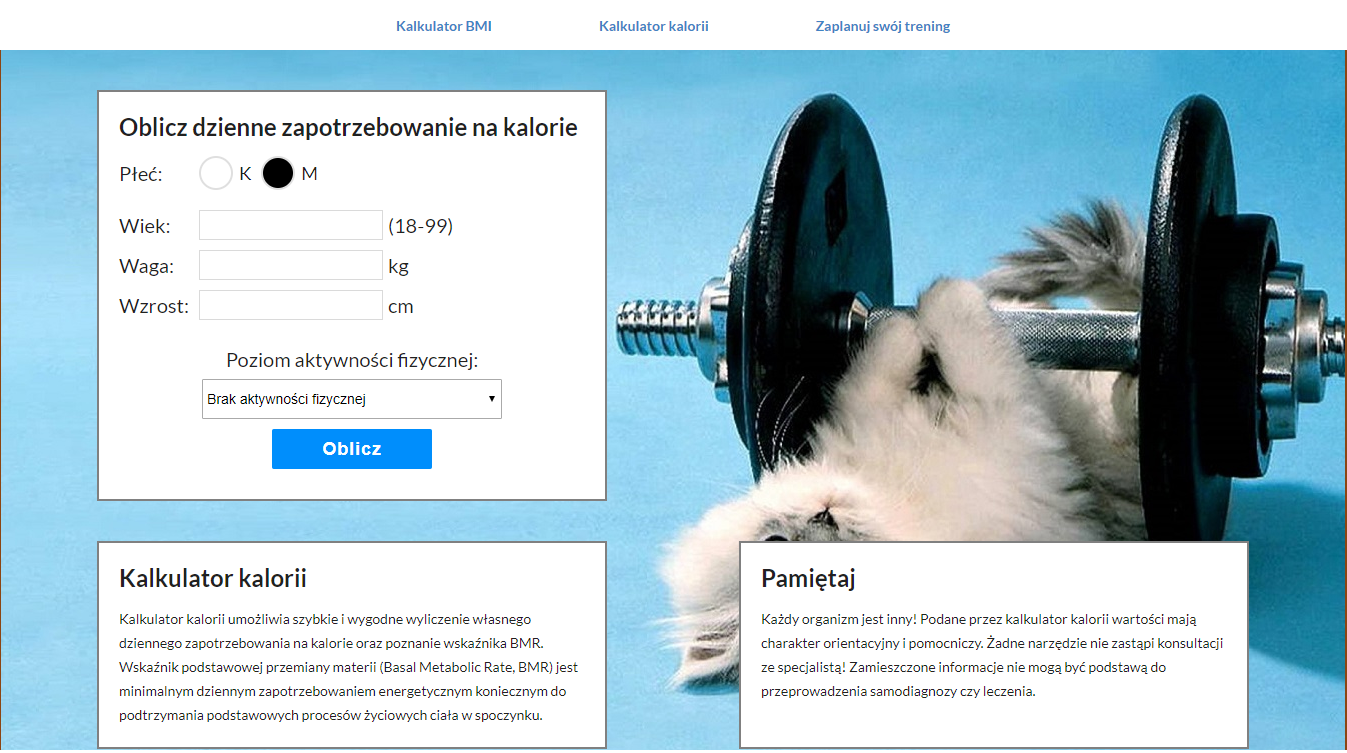 Kalkulator BMI
Kalkulator kalorii
Zaplanuj swój trening
Oblicz dzienne zapotrzebowanie na kalorie
Płeć: K M
Wiek: (18-99)
Waga: kg
Wzrost: cm
Poziom aktywności fizycznej:
Brak aktywności fizycznej
Oblicz
Kalkulator kalorii
Kalkulator kalorii umożliwia szybkie i wygodne wyliczenie własnego
dziennego zapotrzebowania na kalorie oraz poznanie wskaźnika BMR.
Wskaźnik podstawowej przemiany materii (Basal Metabolic Rate, BMR) jest
minimalnym dziennym zapotrzebowaniem energetycznym koniecznym do
podtrzymania podstawowych procesów życiowych ciała w spoczynku.
Pamiętaj
Każdy organizm jest inny! Podane przez kalkulator kalorii wartości mają
charakter orientacyjny i pomocniczy. Żadne narzędzie nie zastąpi konsultacji
ze specjalistą! Zamieszczone informacje nie mogą być podstawą do
przeprowadzenia samodiagnozy czy leczenia.